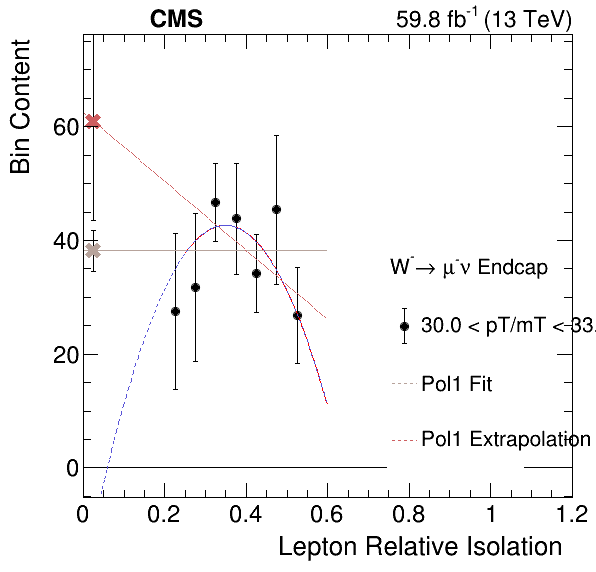 CMS 59.8 fb⁻¹ (13 TeV)
Bin Content
60
40
20
0
W⁻→ μ⁻ν Endcap
30.0 < pT/mT < 33.
Pol1 Fit
Pol1 Extrapolation
0 0.2 0.4 0.6 0.8 1 1.2
Lepton Relative Isolation